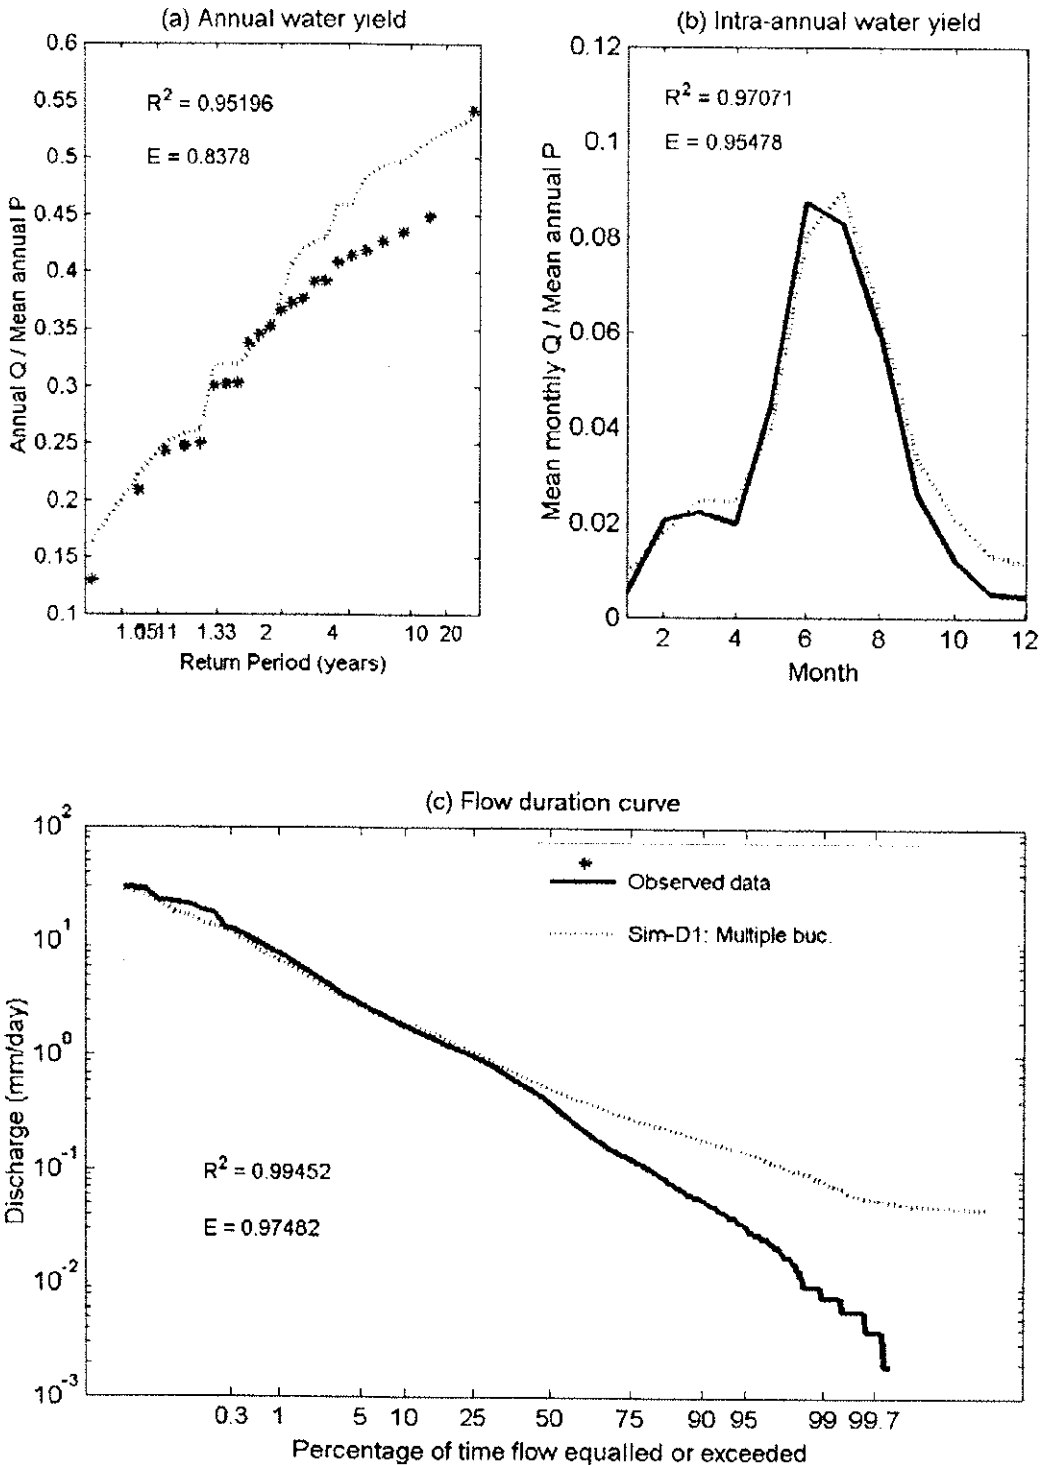 (a) Annual water yield
0.6
0.55
0.5
0.45
0.4
0.35
0.3
0.25
0.2
0.15
0.1
R² = 0.95196
E = 0.8378
Annual Q / Mean annual P
1.33 2 4 10 20
Return Period (years)
(b) Intra-annual water yield
0.12
0.1
0.08
0.06
0.04
0.02
0
R² = 0.97071
E = 0.95478
Mean monthly Q / Mean annual P
2 4 6 8 10 12
Month
(c) Flow duration curve
10²
10¹
10⁰
10⁻¹
10⁻²
10⁻³
* Observed data
Sim-D1: Multiple buc.
R² = 0.99452
E = 0.97482
Discharge (mm/day)
0.3 1 5 10 25 50 75 90 95 99 99.7
Percentage of time flow equalled or exceeded